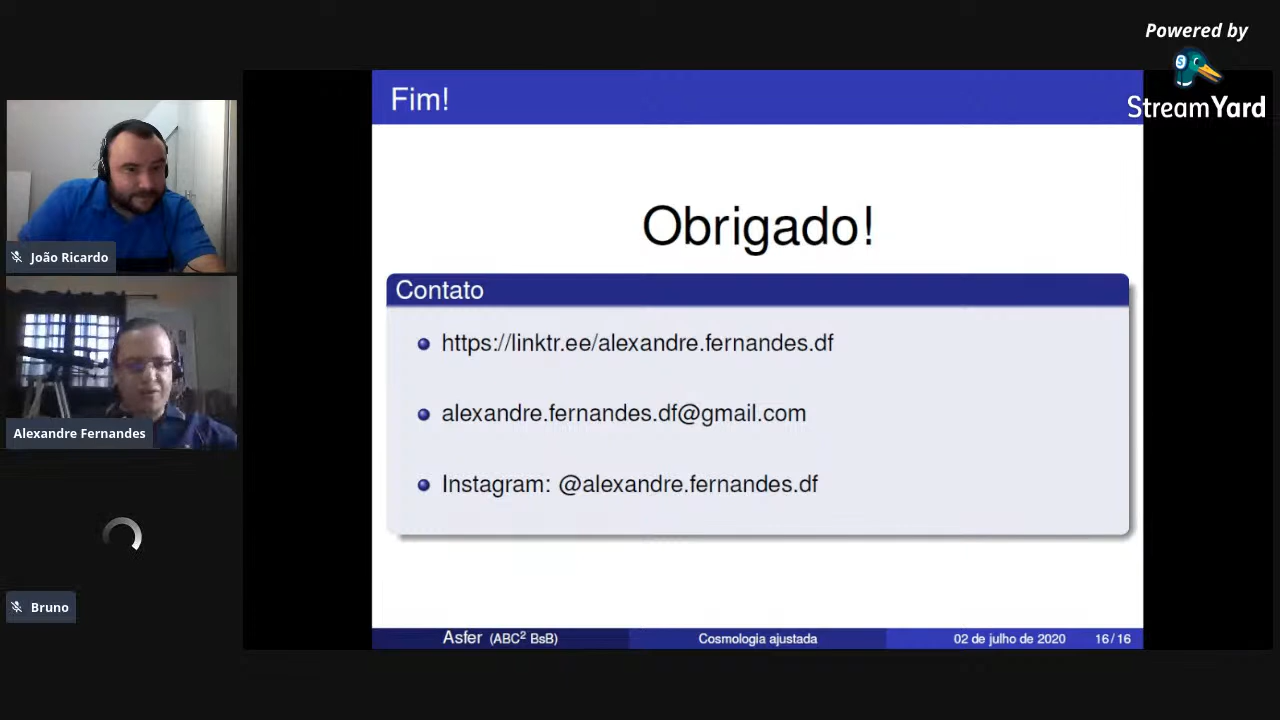 Powered by
StreamYard
João Ricardo
Alexandre Fernandes
Bruno
Fim!
Obrigado!
Contato
https://linktr.ee/alexandre.fernandes.df
alexandre.fernandes.df@gmail.com
Instagram: @alexandre.fernandes.df
Asfer (ABC² BsB) Cosmologia ajustada 02 de julho de 2020 16/16